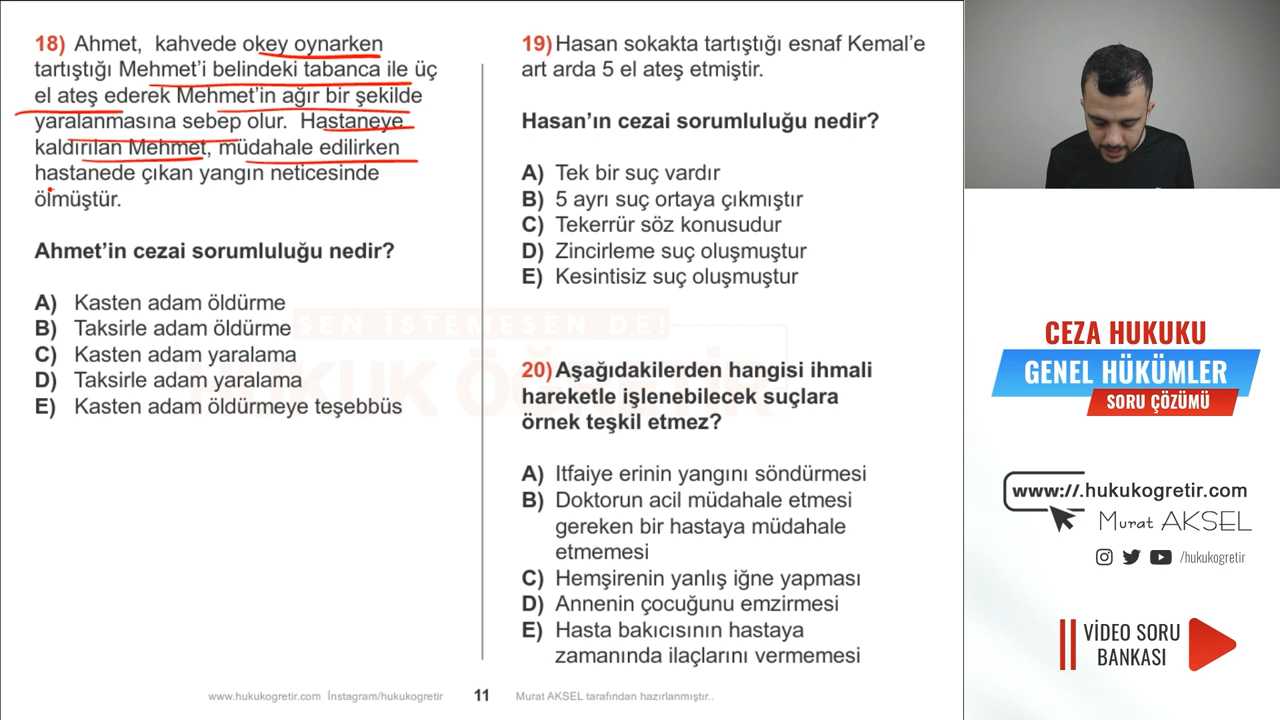 18) Ahmet, kahvede okey oynarken
tartıştığı Mehmet'i belindeki tabanca ile üç
el ateş ederek Mehmet'in ağır bir şekilde
yaralanmasına sebep olur. Hastaneye
kaldırılan Mehmet, müdahale edilirken
hastanede çıkan yangın neticesinde
ölmüştür.
Ahmet'in cezai sorumluluğu nedir?
A) Kasten adam öldürme
B) Taksirle adam öldürme
C) Kasten adam yaralama
D) Taksirle adam yaralama
E) Kasten adam öldürmeye teşebbüs
SEN İSTEMESEN DE!
HUKUK ÖĞRETİR
19) Hasan sokakta tartıştığı esnaf Kemal'e
art arda 5 el ateş etmiştir.
Hasan'ın cezai sorumluluğu nedir?
A) Tek bir suç vardır
B) 5 ayrı suç ortaya çıkmıştır
C) Tekerrür söz konusudur
D) Zincirleme suç oluşmuştur
E) Kesintisiz suç oluşmuştur
20) Aşağıdakilerden hangisi ihmali
hareketle işlenebilecek suçlara
örnek teşkil etmez?
A) Itfaiye erinin yangını söndürmesi
B) Doktorun acil müdahale etmesi
gereken bir hastaya müdahale
etmemesi
C) Hemşirenin yanlış iğne yapması
D) Annenin çocuğunu emzirmesi
E) Hasta bakıcısının hastaya
zamanında ilaçlarını vermemesi
www.hukukogretir.com İnstagram/hukukogretir 11 Murat AKSEL tarafından hazırlanmıştır..
CEZA HUKUKU
GENEL HÜKÜMLER
SORU ÇÖZÜMÜ
www://.hukukogretir.com
Murat AKSEL
/hukukogretir
VİDEO SORU
BANKASI